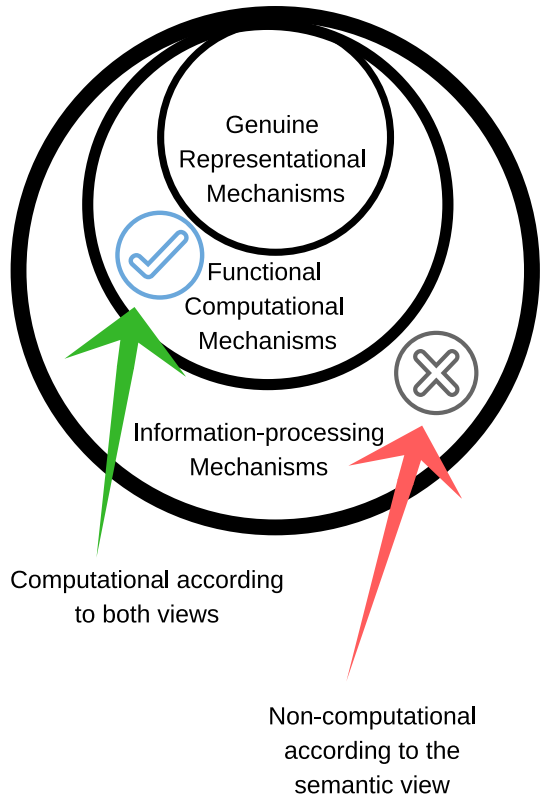 Genuine
Representational
Mechanisms
Functional
Computational
Mechanisms
Information-processing
Mechanisms
Computational according
to both views
Non-computational
according to the
semantic view